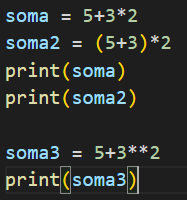 soma = 5+3*2
soma2 = (5+3)*2
print(soma)
print(soma2)
soma3 = 5+3**2
print(soma3)